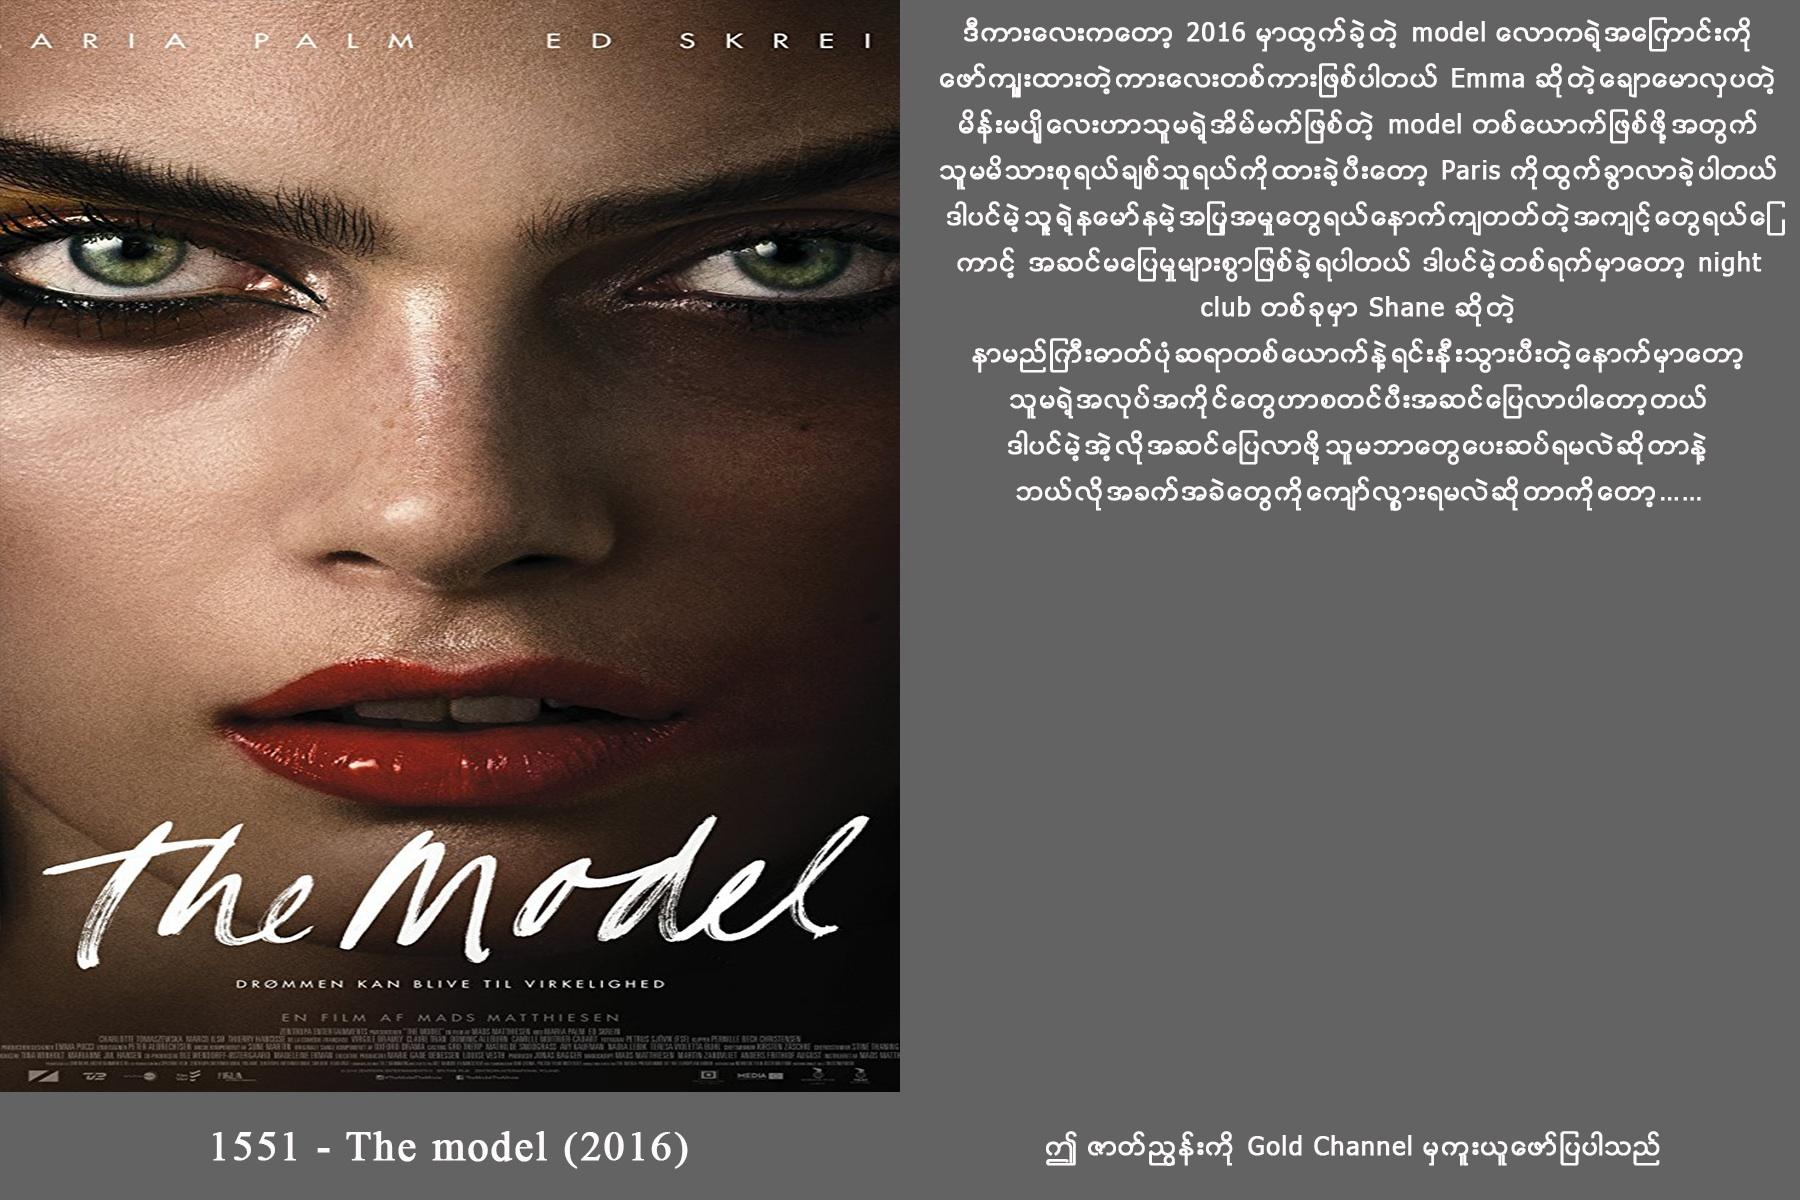 ARIA PALM ED SKREI
The Model
DRØMMEN KAN BLIVE TIL VIRKELIGHED
EN FILM AF MADS MATTHIESEN
1551 - The model (2016)
ဒီကားလေးကတော့ 2016 မှာထွက်ခဲ့တဲ့ model လောကရဲ့အကြောင်းကို
ဖော်ကျူးထားတဲ့ကားလေးတစ်ကားဖြစ်ပါတယ် Emma ဆိုတဲ့ချောမောလှပတဲ့
မိန်းမပျိုလေးဟာသူမရဲ့အိမ်မက်ဖြစ်တဲ့ model တစ်ယောက်ဖြစ်ဖို့အတွက်
သူမမိသားစုရယ်ချစ်သူရယ်ကိုထားခဲ့ပီးတော့ Paris ကိုထွက်ခွာလာခဲ့ပါတယ်
ဒါပင်မဲ့သူ့ရဲ့နမော်နမဲ့အပြုအမှုတွေရယ်နောက်ကျတတ်တဲ့အကျင့်တွေရယ်ကြေ
ကာင့် အဆင်မပြေမှုများစွာဖြစ်ခဲ့ရပါတယ် ဒါပင်မဲ့တစ်ရက်မှာတော့ night
club တစ်ခုမှာ Shane ဆိုတဲ့
နာမည်ကြီးဓာတ်ပုံဆရာတစ်ယောက်နဲ့ရင်းနှီးသွားပီးတဲ့နောက်မှာတော့
သူမရဲ့အလုပ်အကိုင်တွေဟာစတင်ပီးအဆင်ပြေလာပါတော့တယ်
ဒါပင်မဲ့အဲ့လိုအဆင်ပြေလာဖို့သူမဘာတွေပေးဆပ်ရမလဲဆိုတာနဲ့
ဘယ်လိုအခက်အခဲတွေကိုကျော်လွှားရမလဲဆိုတာကိုတော့......
ဤ ဇာတ်ညွှန်းကို Gold Channel မှကူးယူဖော်ပြပါသည်